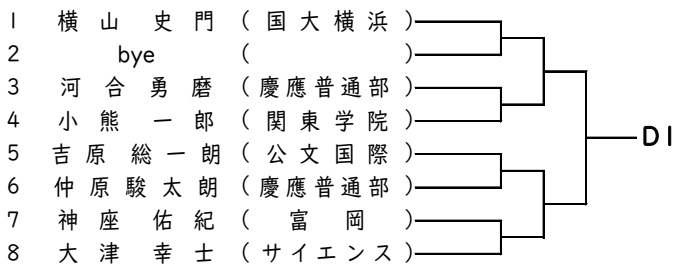 1 横山 史門 (国大横浜)
2 bye ( )
3 河合勇磨 (慶應普通部)
4 小熊一郎 (関東学院)
5 吉原 総一朗 (公文国際)
6 仲原駿太朗 (慶應普通部)
7 神座 佑紀 (富岡)
8 大津 幸士 (サイエンス)
D1